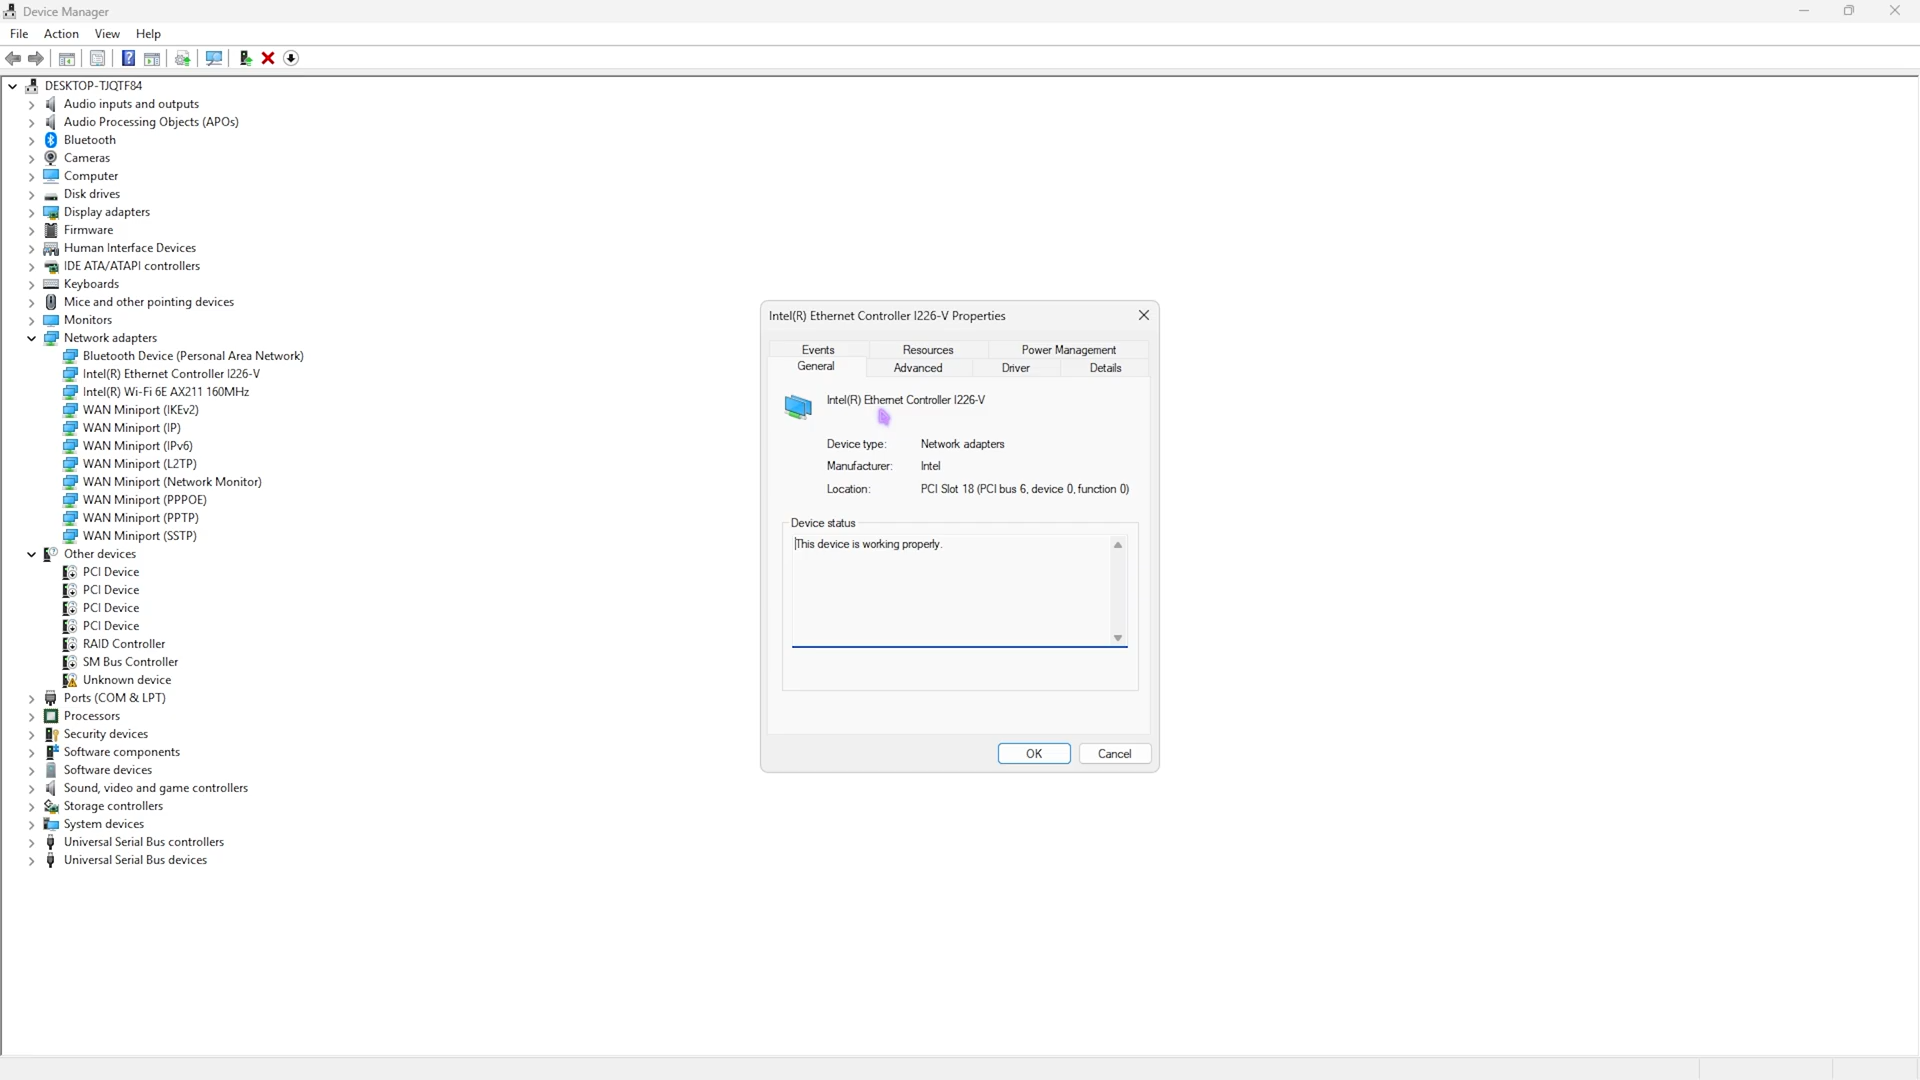 Device Manager
File Action View Help
DESKTOP-TJQTF84
Audio inputs and outputs
Audio Processing Objects (APOs)
Bluetooth
Cameras
Computer
Disk drives
Display adapters
Firmware
Human Interface Devices
IDE ATA/ATAPI controllers
Keyboards
Mice and other pointing devices
Monitors
Network adapters
Bluetooth Device (Personal Area Network)
Intel(R) Ethernet Controller I226-V
Intel(R) Wi-Fi 6E AX211 160MHz
WAN Miniport (IKEv2)
WAN Miniport (IP)
WAN Miniport (IPv6)
WAN Miniport (L2TP)
WAN Miniport (Network Monitor)
WAN Miniport (PPPOE)
WAN Miniport (PPTP)
WAN Miniport (SSTP)
Other devices
PCI Device
PCI Device
PCI Device
PCI Device
RAID Controller
SM Bus Controller
Unknown device
Ports (COM & LPT)
Processors
Security devices
Software components
Software devices
Sound, video and game controllers
Storage controllers
System devices
Universal Serial Bus controllers
Universal Serial Bus devices
Intel(R) Ethernet Controller I226-V Properties
Events Resources Power Management
General Advanced Driver Details
Intel(R) Ethernet Controller I226-V
Device type: Network adapters
Manufacturer: Intel
Location: PCI Slot 18 (PCI bus 6, device 0, function 0)
Device status
This device is working properly.
OK Cancel